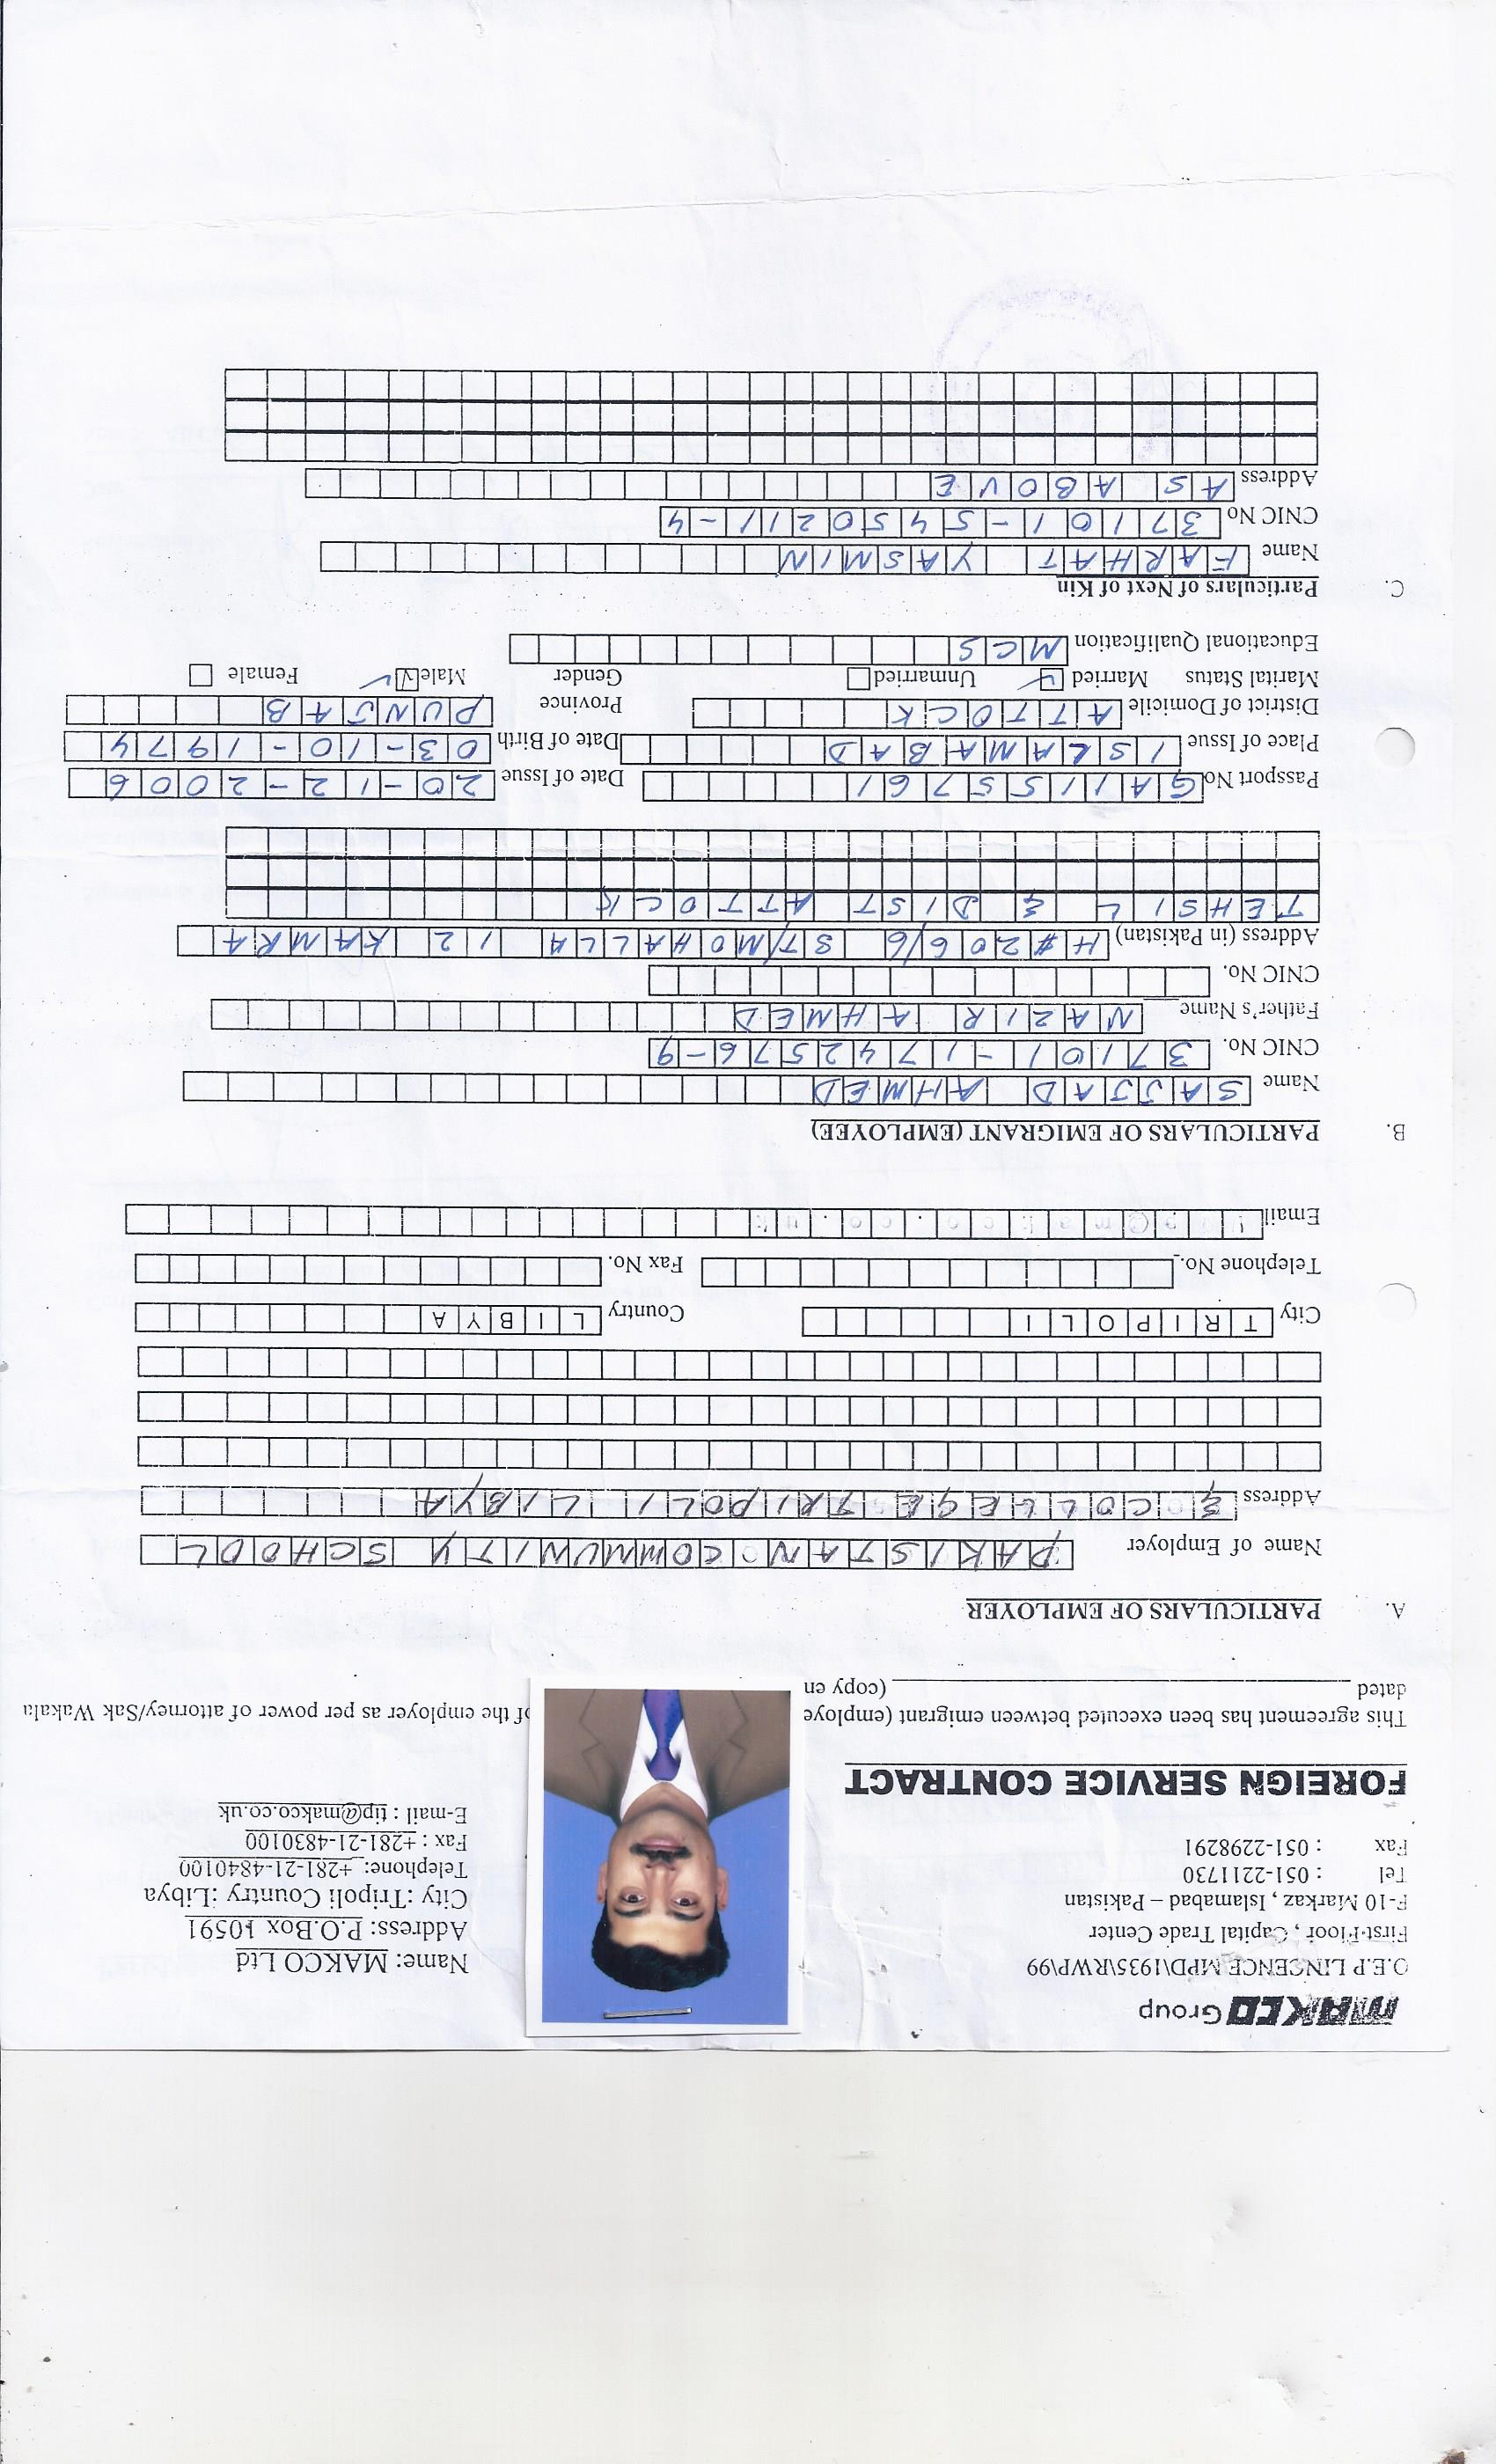 MAKCO Group
O.E.P LINCENCE MPD\1935\RWP\99
First-Floor , Capital Trade Center
F-10 Markaz , Islamabad – Pakistan
Tel : 051-2211730
Fax : 051-2298291
Name: MAKCO Ltd
Address: P.O.Box 10591
City :Tripoli Country :Libya
Telephone: +281-21-4840100
Fax : +281-21-4830100
E-mail : tip@makco.co.uk
FOREIGN SERVICE CONTRACT
This agreement has been executed between emigrant (employe of the employer as per power of attorney/Sak Wakala
dated (copy en
A. PARTICULARS OF EMPLOYER
Name of Employer PAKISTAN COMMUNITY SCHOOL
Address & COLLEGE TRIPOLI LIBYA
City TRIPOLI Country LIBYA
Telephone No. Fax No.
Email @makco.co.uk
B. PARTICULARS OF EMIGRANT (EMPLOYEE)
Name SAJJAD AHMED
CNIC No. 37101-1742576-9
Father's Name NAZIR AHMED
CNIC No.
Address (in Pakistan) H#206/6 ST/MOHALLA 12 KAMRA
TEHSIL & DIST ATTOCK
Passport No GA1155761 Date of Issue 20-12-2006
Place of Issue ISLAMABAD Date of Birth 03-10-1974
District of Domicile ATTOCK Province PUNJAB
Marital Status Married Unmarried Gender Male Female
Educational Qualification MCS
C. Particulars of Next of Kin
Name FARHAT YASMIN
CNIC No 37101-5450211-4
Address AS ABOVE